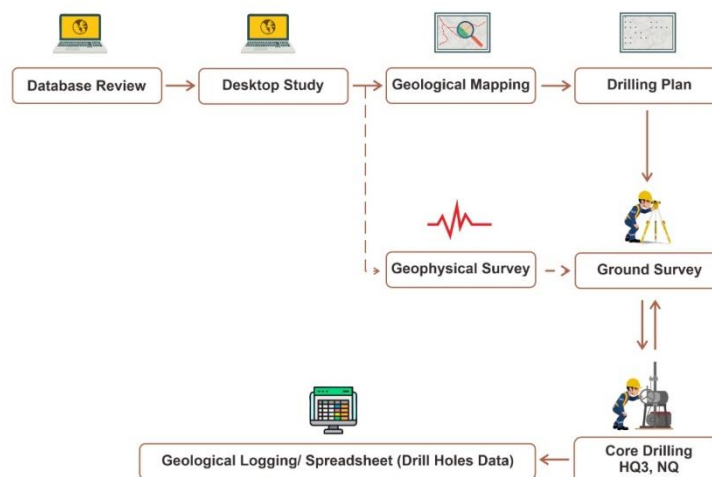 Database Review
Desktop Study
Geological Mapping
Drilling Plan
Geophysical Survey
Ground Survey
Geological Logging/ Spreadsheet (Drill Holes Data)
Core Drilling
HQ3, NQ